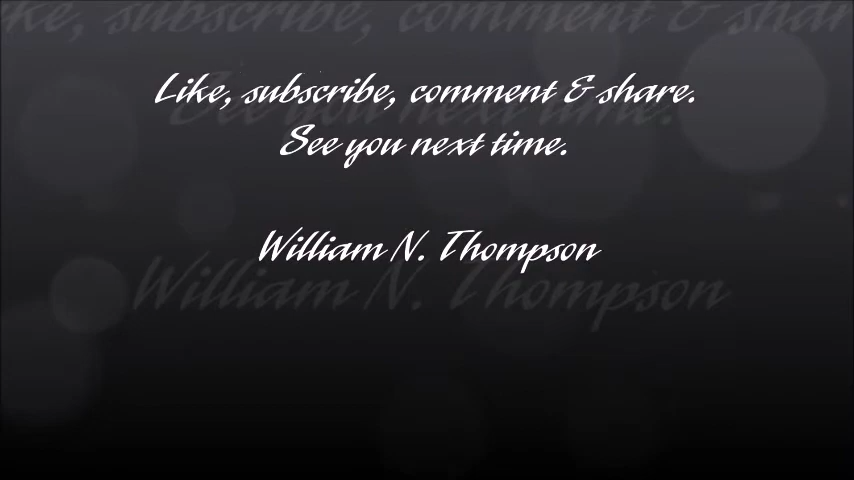 Like, subscribe, comment & share.
See you next time.
William N. Thompson